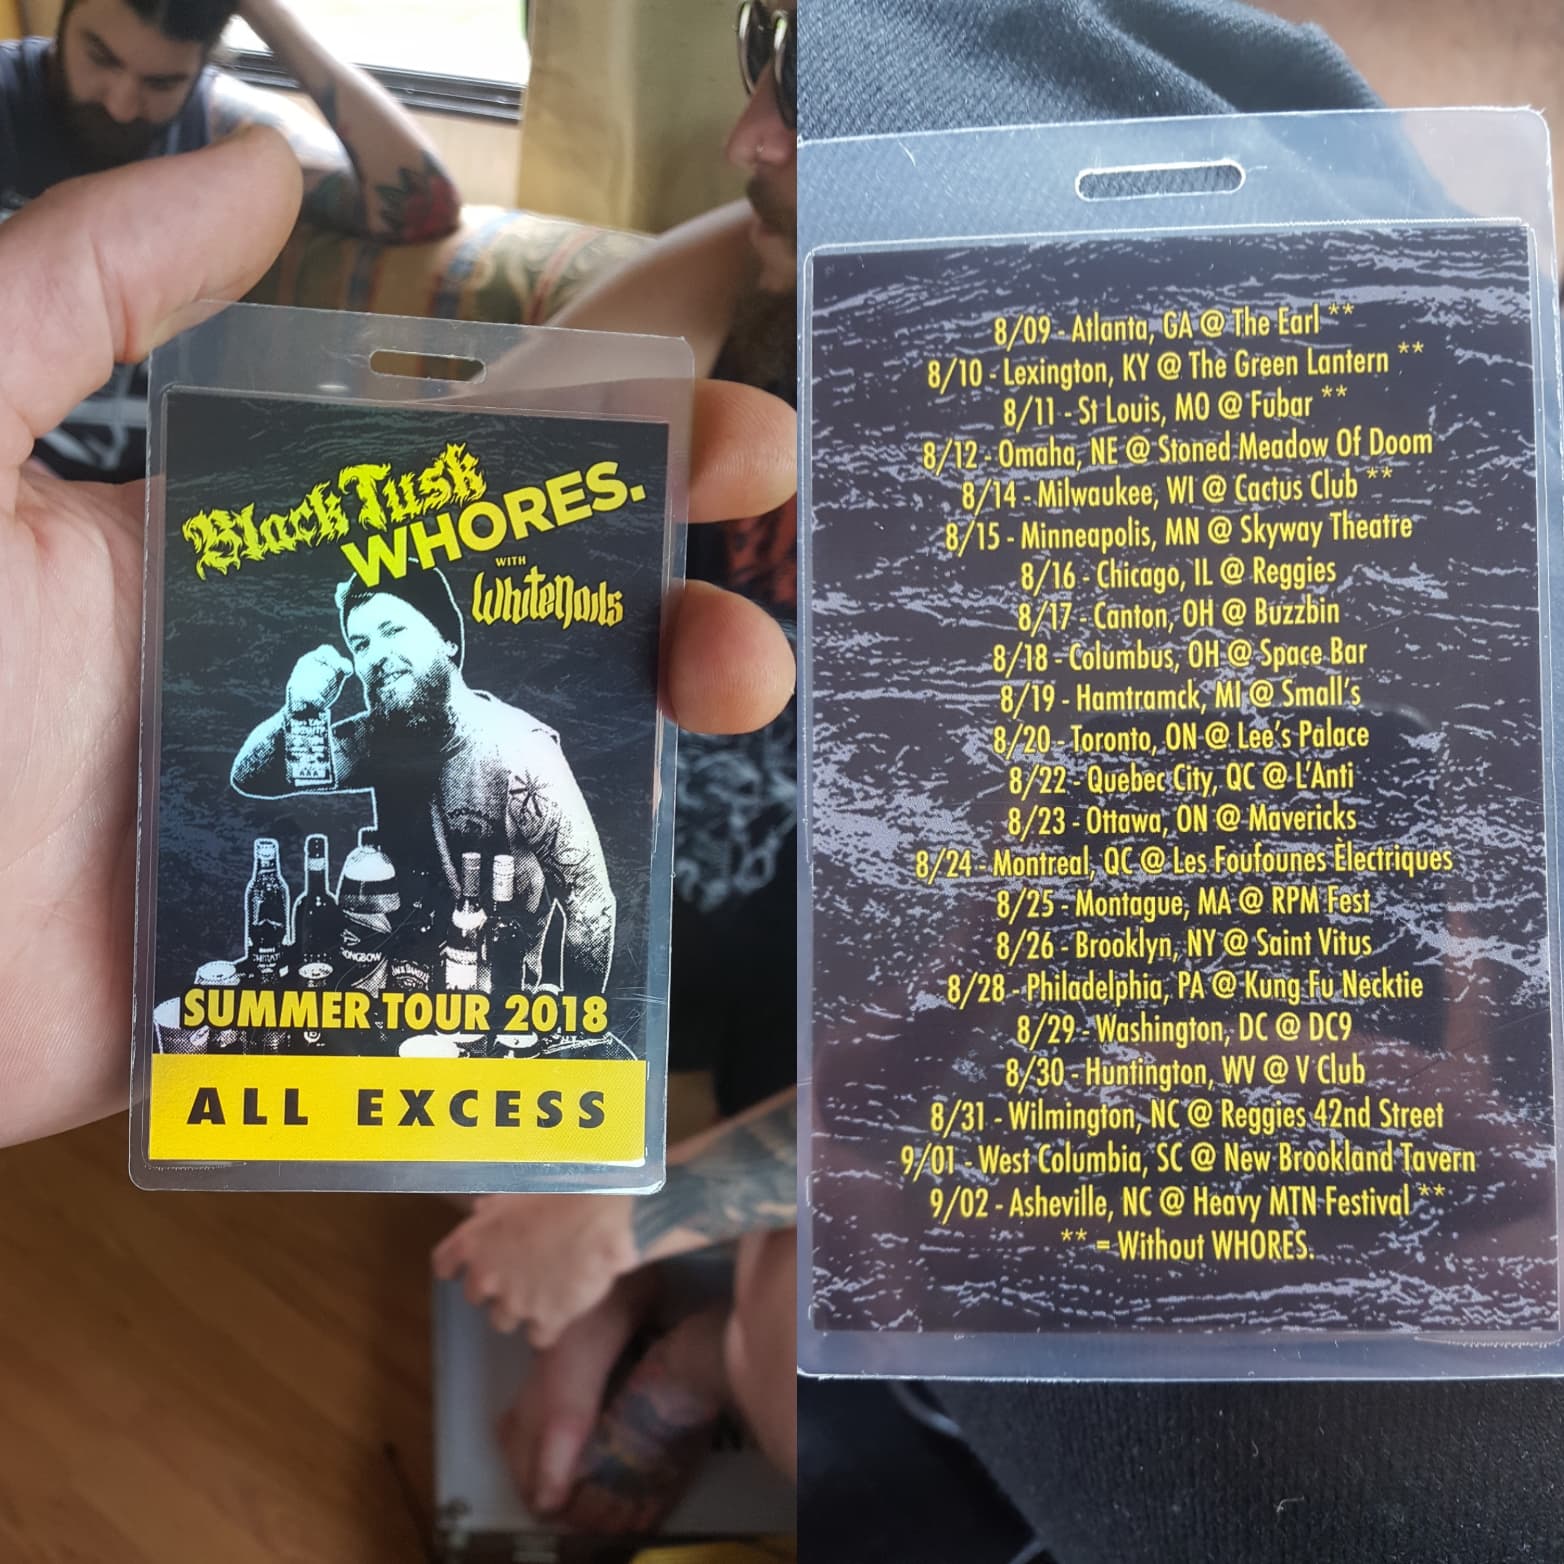 Black Tusk
WHORES.
WITH
WhiteNails
LONGBOW
JACK DANIEL'S
SUMMER TOUR 2018
ALL EXCESS
8/09 - Atlanta, GA @ The Earl **
8/10 - Lexington, KY @ The Green Lantern **
8/11 - St Louis, MO @ Fubar **
8/12 - Omaha, NE @ Stoned Meadow Of Doom
8/14 - Milwaukee, WI @ Cactus Club **
8/15 - Minneapolis, MN @ Skyway Theatre
8/16 - Chicago, IL @ Reggies
8/17 - Canton, OH @ Buzzbin
8/18 - Columbus, OH @ Space Bar
8/19 - Hamtramck, MI @ Small's
8/20 - Toronto, ON @ Lee's Palace
8/22 - Quebec City, QC @ L'Anti
8/23 - Ottawa, ON @ Mavericks
8/24 - Montreal, QC @ Les Foufounes Èlectriques
8/25 - Montague, MA @ RPM Fest
8/26 - Brooklyn, NY @ Saint Vitus
8/28 - Philadelphia, PA @ Kung Fu Necktie
8/29 - Washington, DC @ DC9
8/30 - Huntington, WV @ V Club
8/31 - Wilmington, NC @ Reggies 42nd Street
9/01 - West Columbia, SC @ New Brookland Tavern
9/02 - Asheville, NC @ Heavy MTN Festival **
** = Without WHORES.